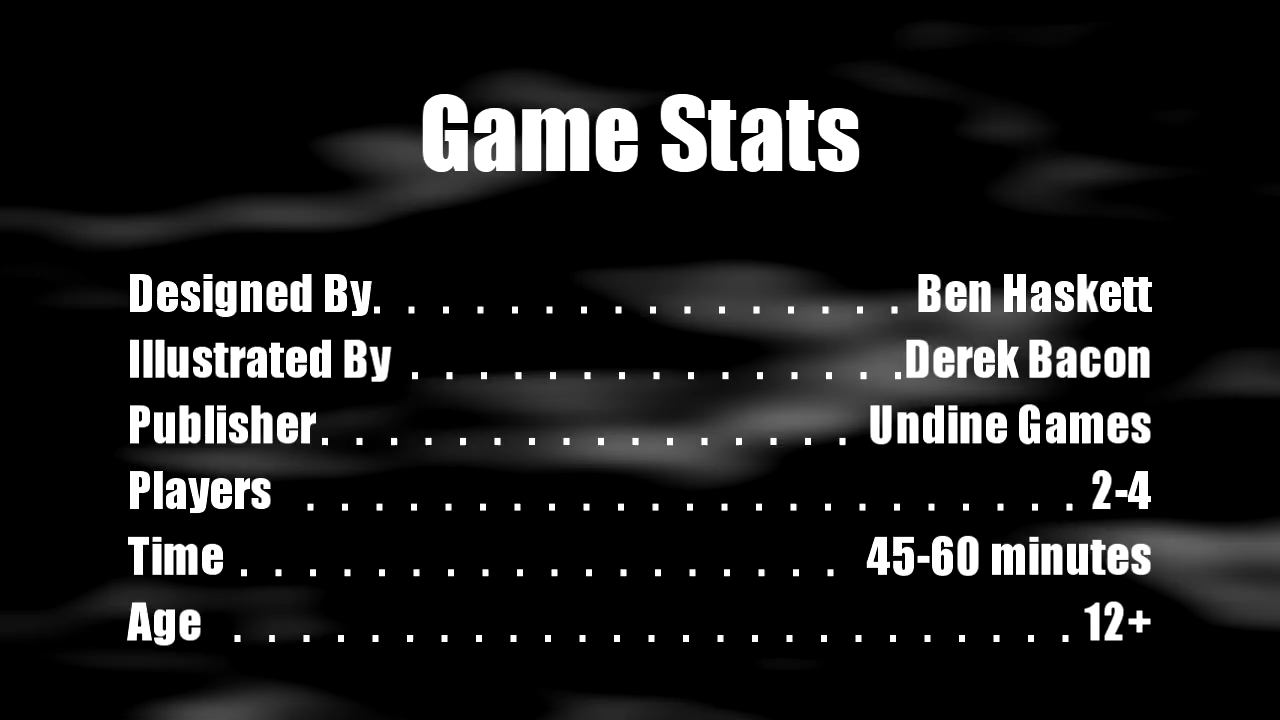 Game Stats
Designed By. . . . . . . . . . . . . . . . Ben Haskett
Illustrated By . . . . . . . . . . . . . . .Derek Bacon
Publisher. . . . . . . . . . . . . . . . Undine Games
Players . . . . . . . . . . . . . . . . . . . . . . . 2-4
Time . . . . . . . . . . . . . . . . . . 45-60 minutes
Age . . . . . . . . . . . . . . . . . . . . . . . . . 12+